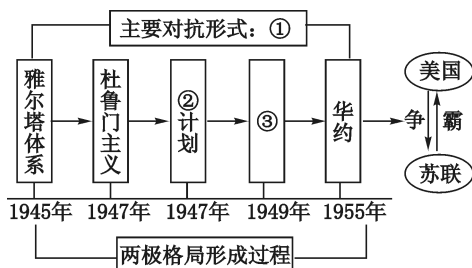 主要对抗形式：①
雅尔塔体系
杜鲁门主义
②计划
③
华约
美国
争霸
苏联
1945年 1947年 1947年 1949年 1955年
两极格局形成过程